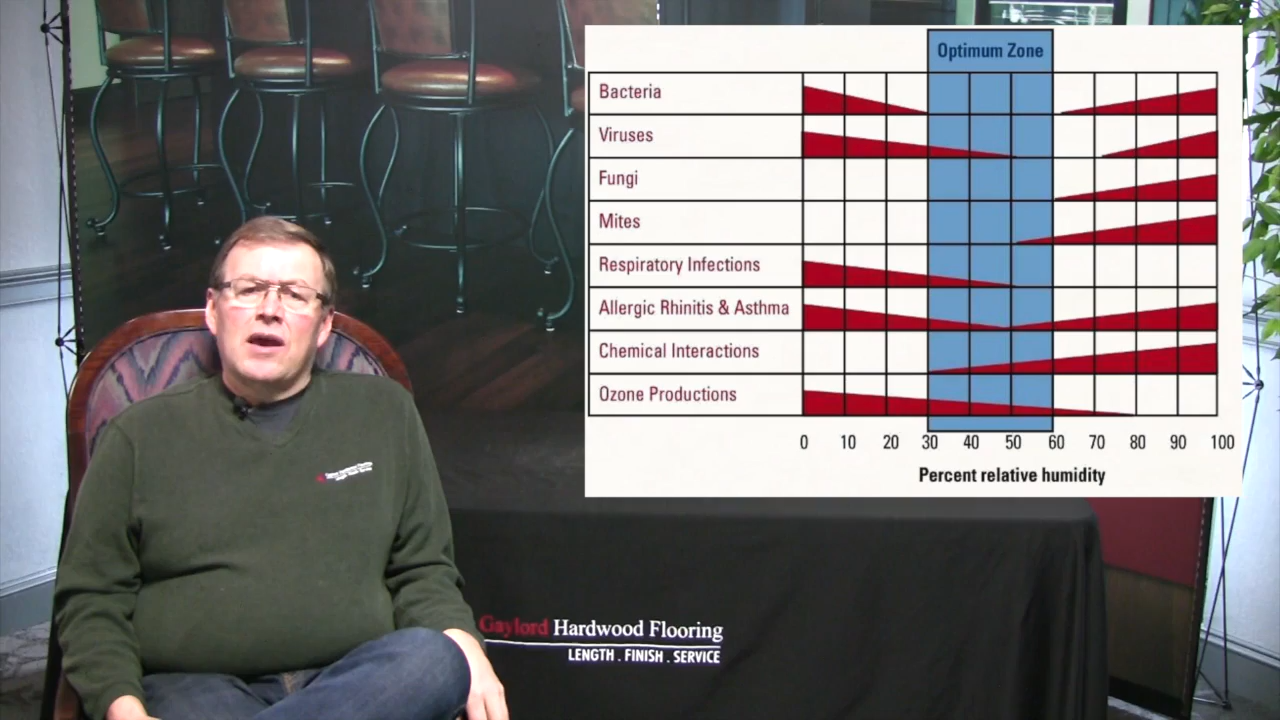 Optimum Zone
Bacteria
Viruses
Fungi
Mites
Respiratory Infections
Allergic Rhinitis & Asthma
Chemical Interactions
Ozone Productions
0 10 20 30 40 50 60 70 80 90 100
Percent relative humidity
Gaylord Hardwood Flooring
LENGTH . FINISH . SERVICE